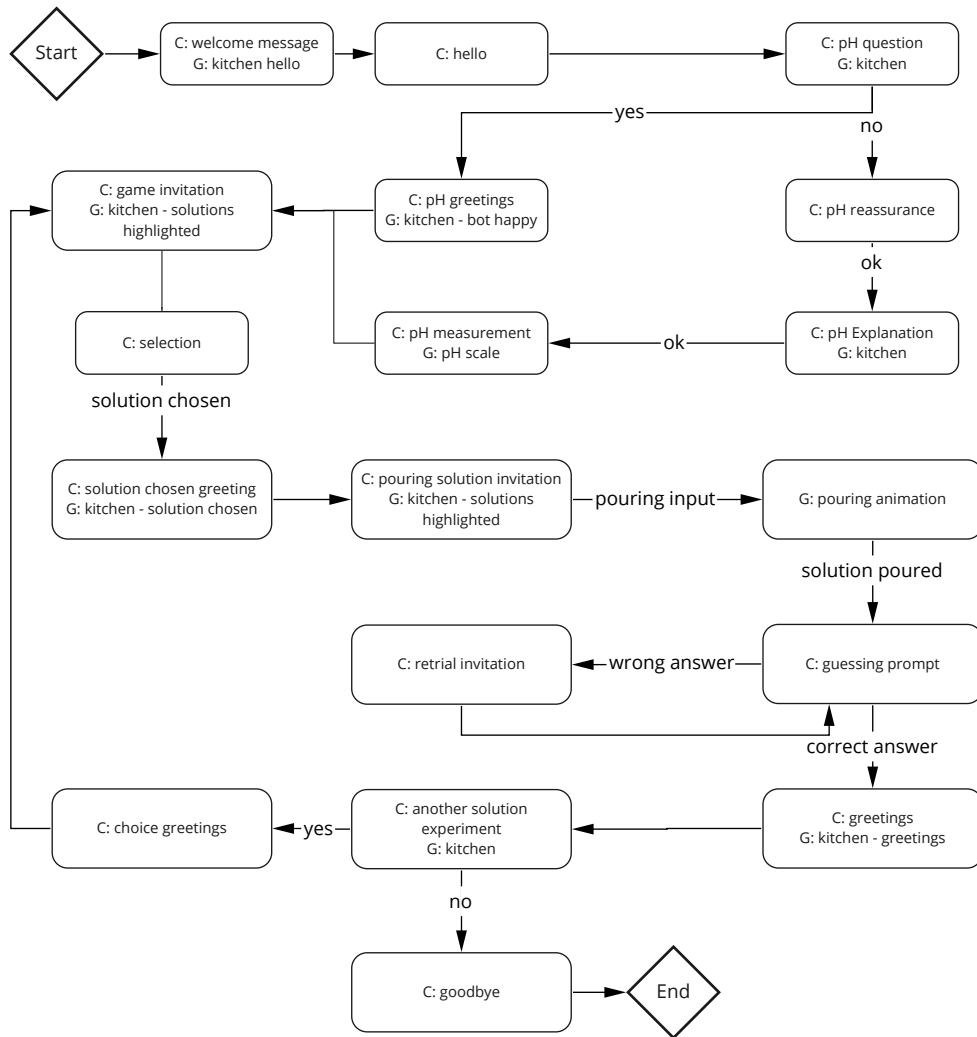 Start
C: welcome message
G: kitchen hello
C: hello
C: pH question
G: kitchen
yes
no
C: game invitation
G: kitchen - solutions
highlighted
C: pH greetings
G: kitchen - bot happy
C: pH reassurance
ok
C: selection
C: pH measurement
G: pH scale
ok
C: pH Explanation
G: kitchen
solution chosen
C: solution chosen greeting
G: kitchen - solution chosen
C: pouring solution invitation
G: kitchen - solutions
highlighted
pouring input
G: pouring animation
solution poured
C: retrial invitation
wrong answer
C: guessing prompt
correct answer
C: choice greetings
yes
C: another solution
experiment
G: kitchen
C: greetings
G: kitchen - greetings
no
C: goodbye
End